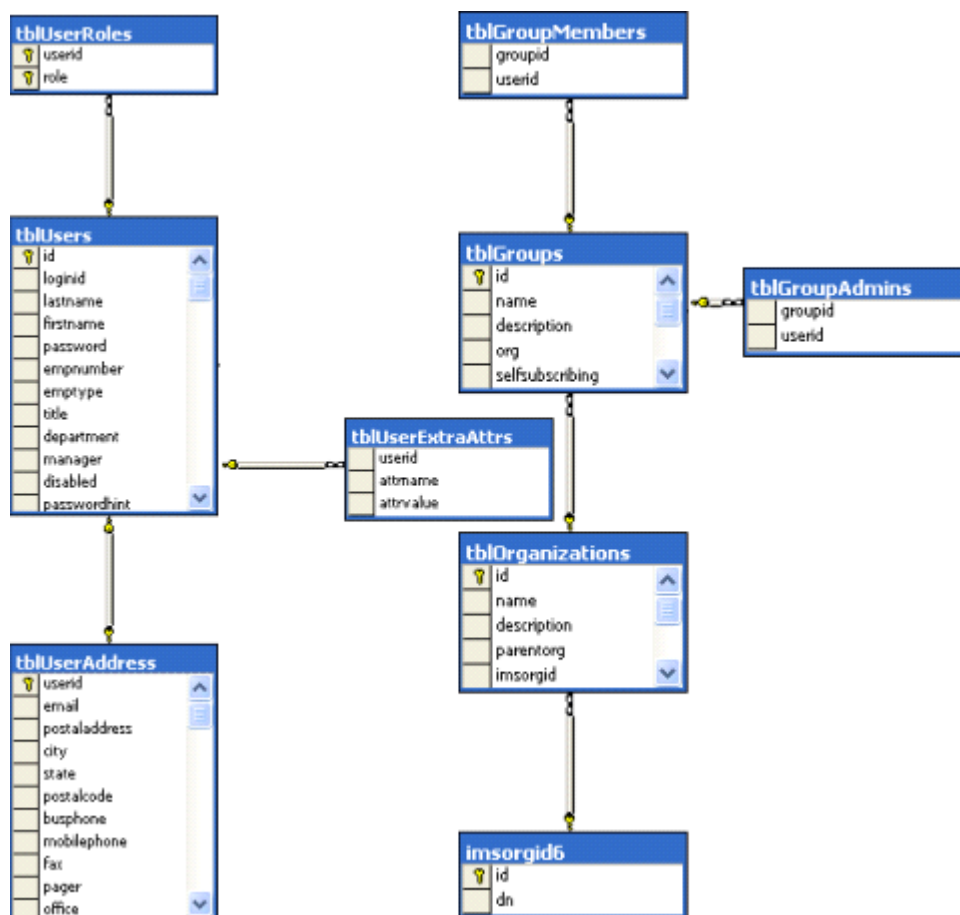 tblUserRoles
userid
role
tblGroupMembers
groupid
userid
tblUsers
id
loginid
lastname
firstname
password
empnumber
emptype
title
department
manager
disabled
passwordhint
tblGroups
id
name
description
org
selfsubscribing
tblGroupAdmins
groupid
userid
tblUserExtraAttrs
userid
attrname
attrvalue
tblOrganizations
id
name
description
parentorg
imsorgid
tblUserAddress
userid
email
postaladdress
city
state
postalcode
busphone
mobilephone
fax
pager
office
imsorgid6
id
dn